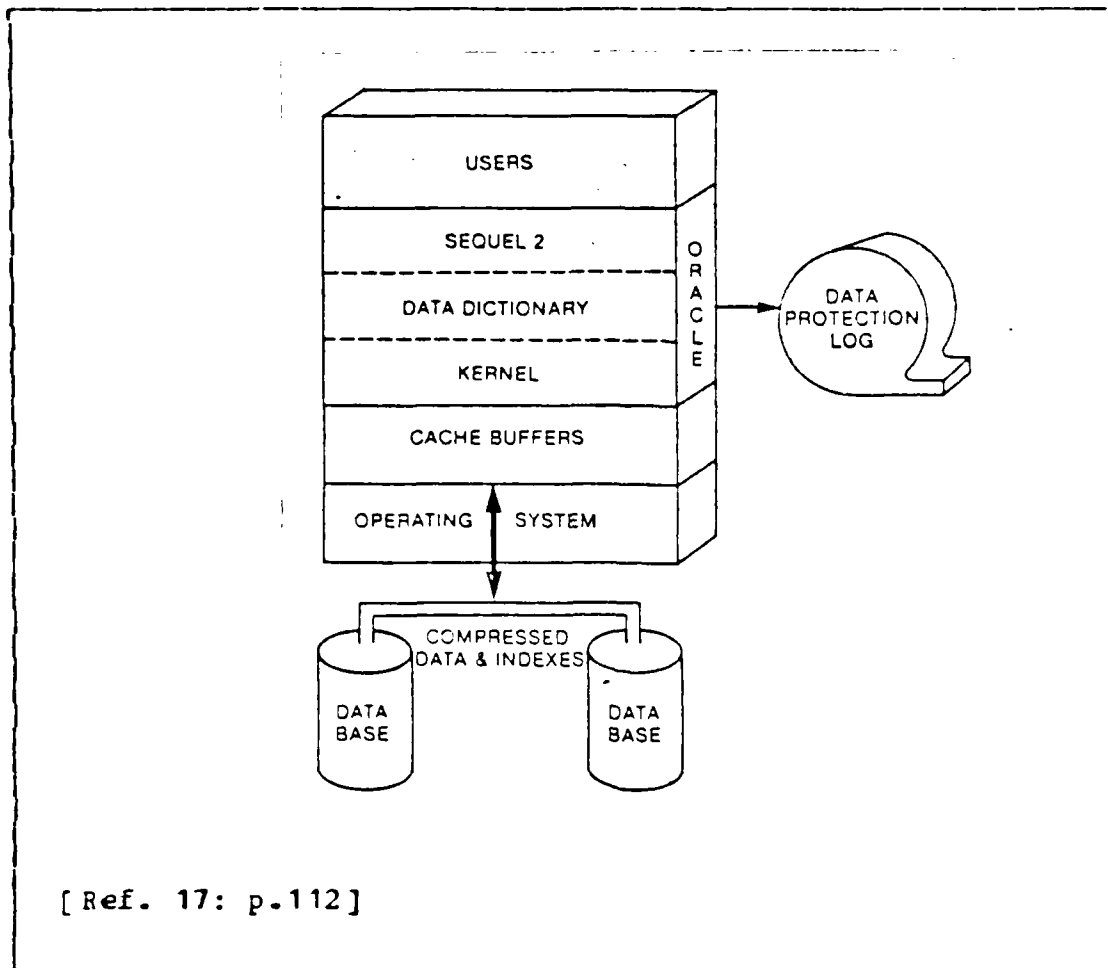 USERS
SEQUEL 2
DATA DICTIONARY
KERNEL
ORACLE
CACHE BUFFERS
OPERATING SYSTEM
DATA
PROTECTION
LOG
COMPRESSED
DATA & INDEXES
DATA
BASE
DATA
BASE
[Ref. 17: p.112]